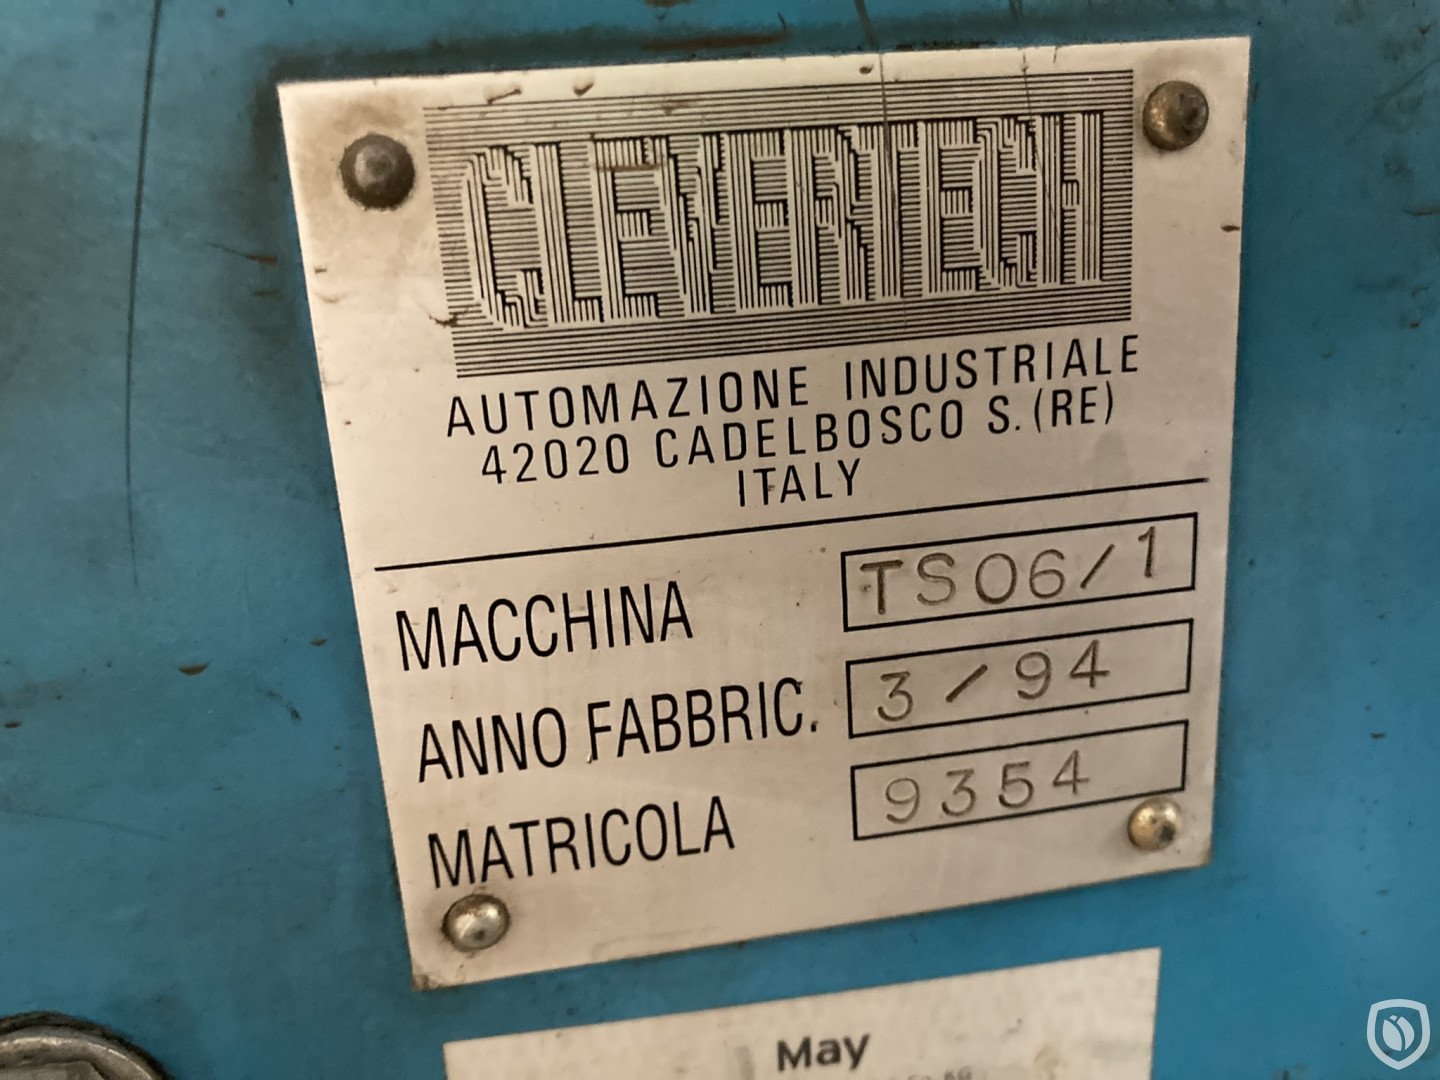 CLEVERTECH
AUTOMAZIONE INDUSTRIALE
42020 CADELBOSCO S. (RE)
ITALY
MACCHINA TS06/1
ANNO FABBRIC. 3/94
MATRICOLA 9354
May